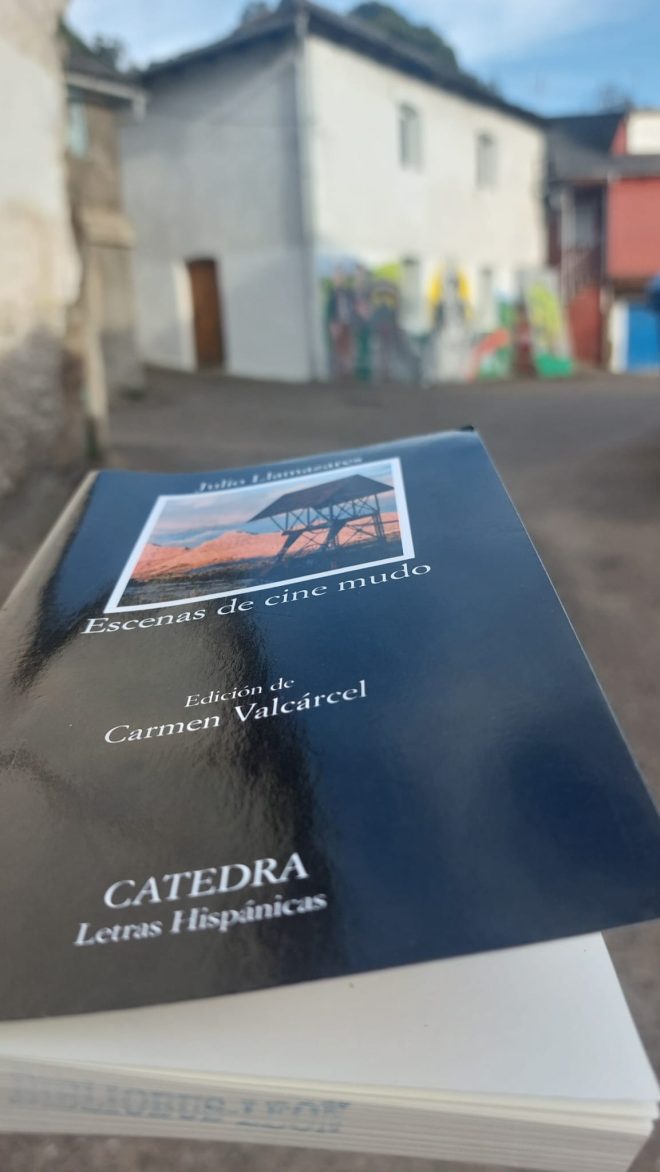 Julio Llamazares
Escenas de cine mudo
Edición de
Carmen Valcárcel
CATEDRA
Letras Hispánicas
BIBLIOBUS-LEON